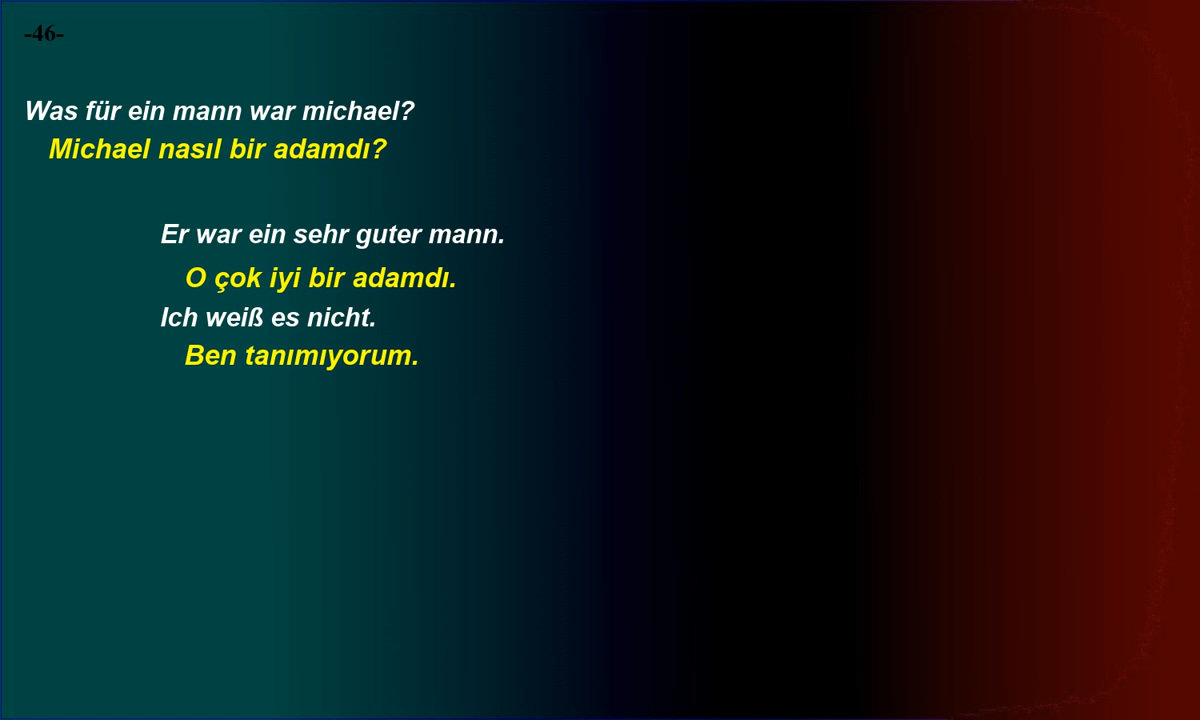 -46-
Was für ein mann war michael?
Michael nasıl bir adamdı?
Er war ein sehr guter mann.
O çok iyi bir adamdı.
Ich weiß es nicht.
Ben tanımıyorum.